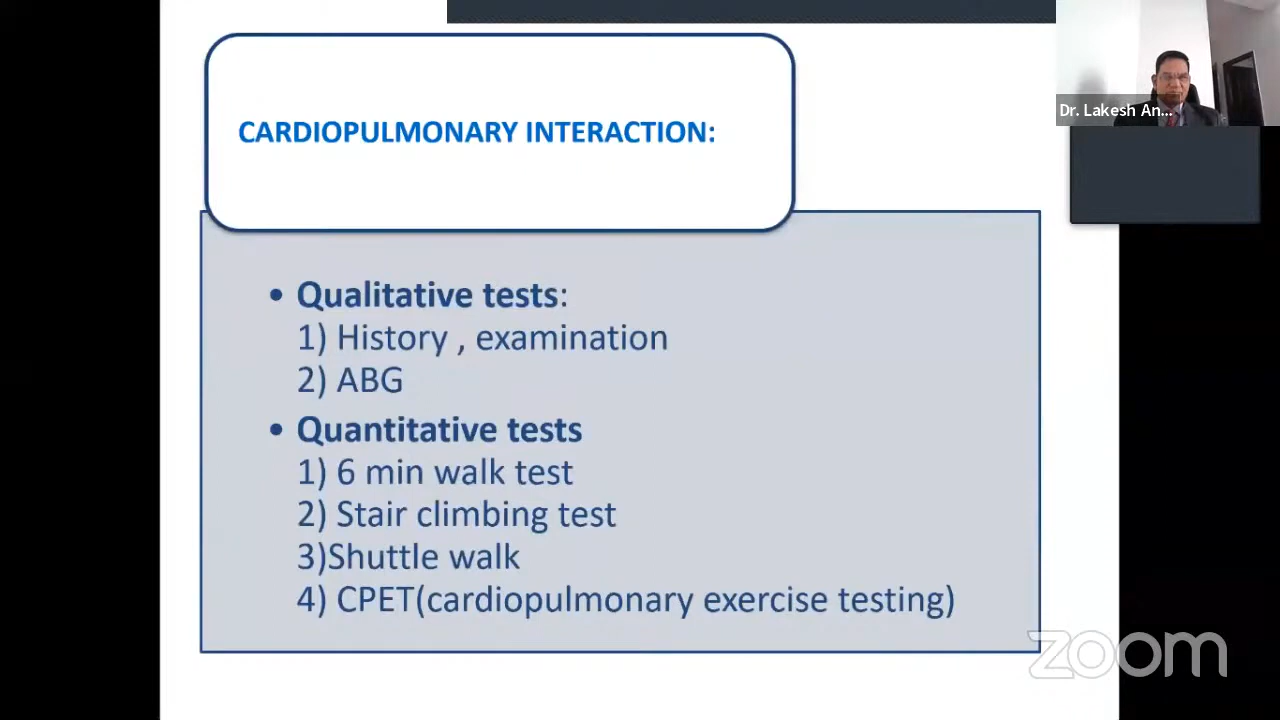 CARDIOPULMONARY INTERACTION:
Dr. Lakesh An...
• Qualitative tests:
1) History , examination
2) ABG
• Quantitative tests
1) 6 min walk test
2) Stair climbing test
3)Shuttle walk
4) CPET(cardiopulmonary exercise testing)
zoom